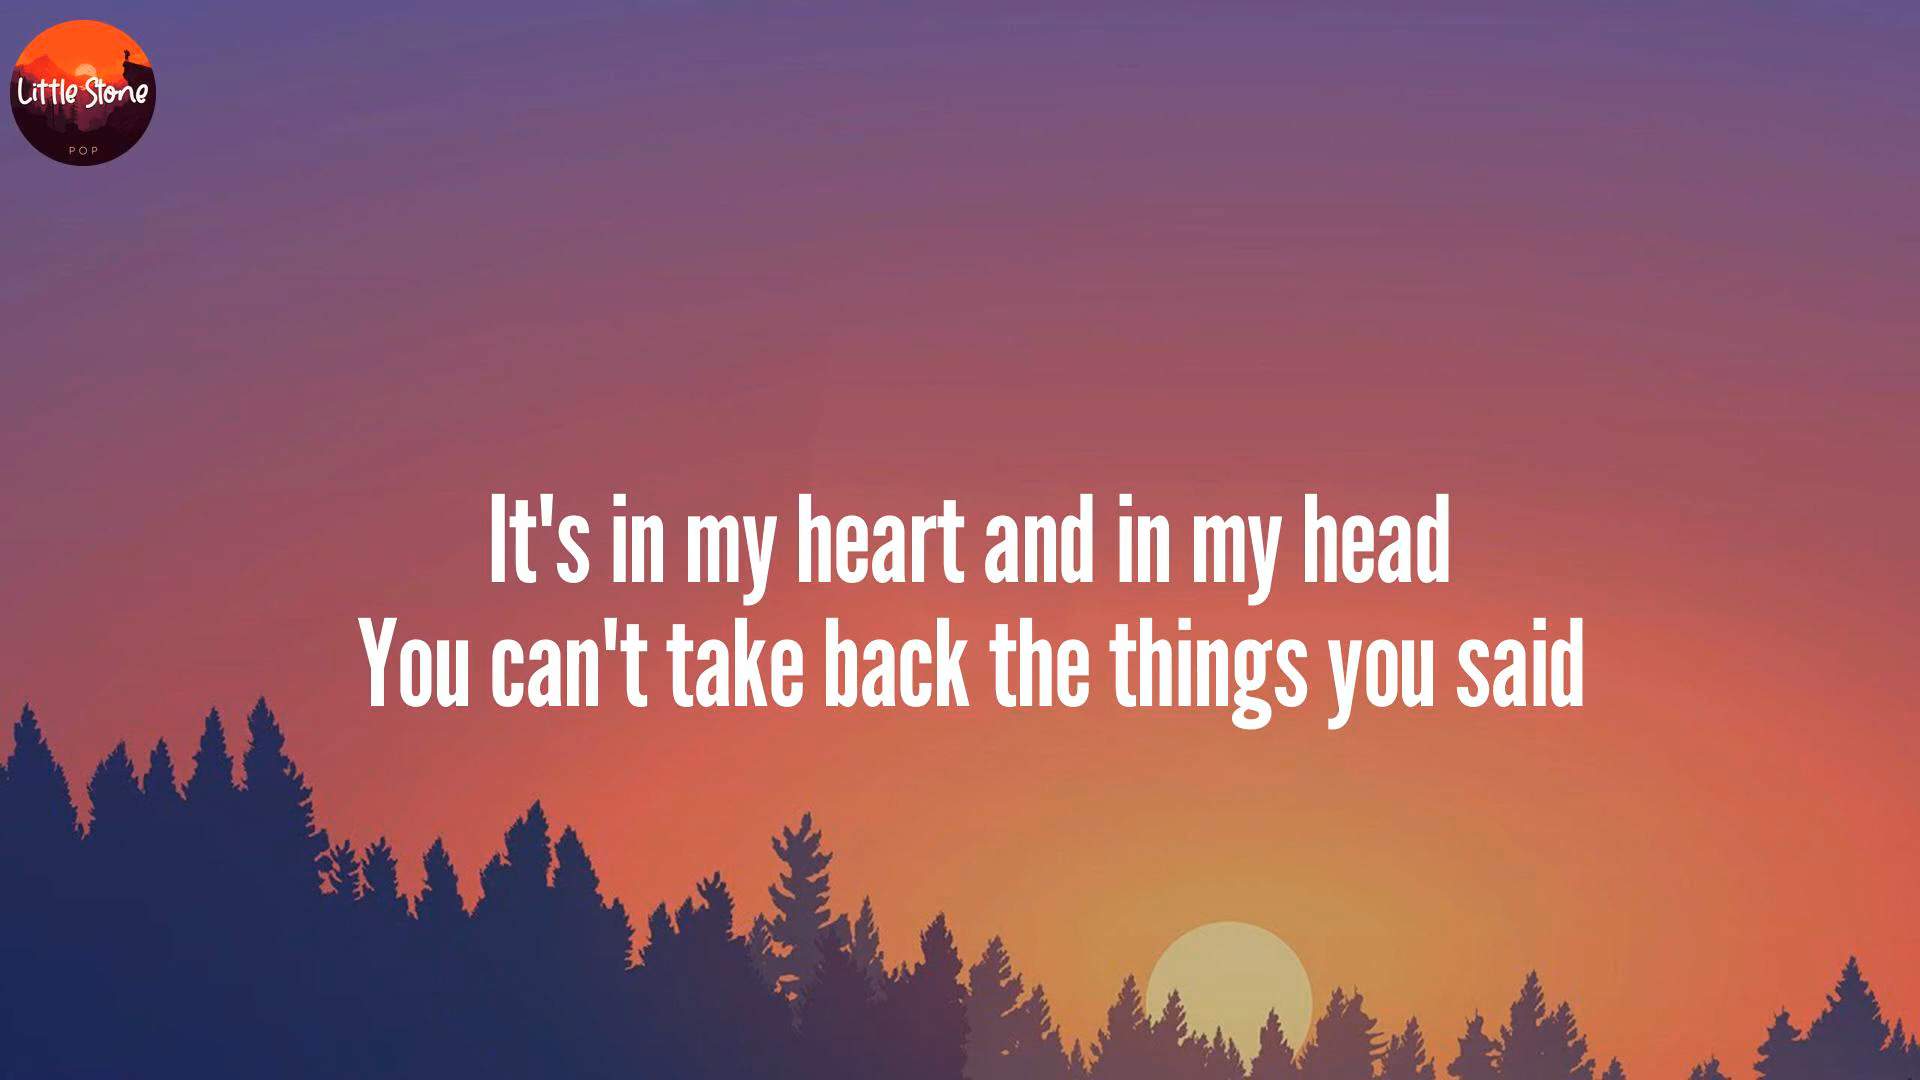 Little Stone
POP
It's in my heart and in my head
You can't take back the things you said